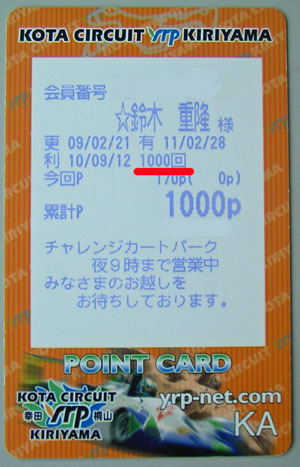 KOTA CIRCUIT YRP KIRIYAMA
会員番号
☆鈴木 重隆 様
更 09/02/21 有 11/02/28
利 10/09/12 1000回
今回P 170p( 0p)
累計P 1000p
チャレンジカートパーク
夜9時まで営業中
みなさまのお越しを
お待ちしております。
POINT CARD
KOTA CIRCUIT
幸田 YRP 桐山
KIRIYAMA
yrp-net.com
KA